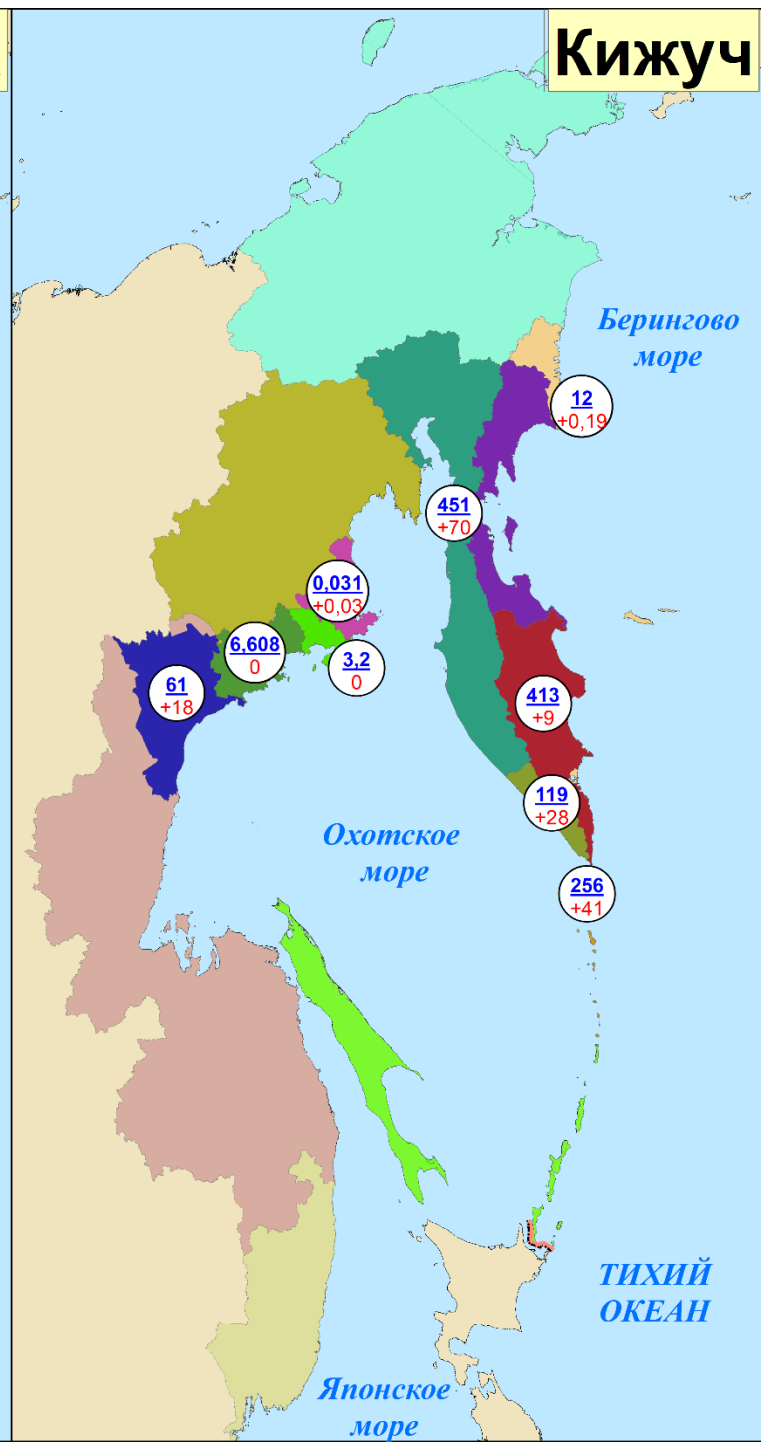 Кижуч
Берингово
море
12
+0,19
451
+70
0,031
+0,03
6,608
0
3,2
0
61
+18
413
+9
119
+28
Охотское
море
256
+41
ТИХИЙ
ОКЕАН
Японское
море